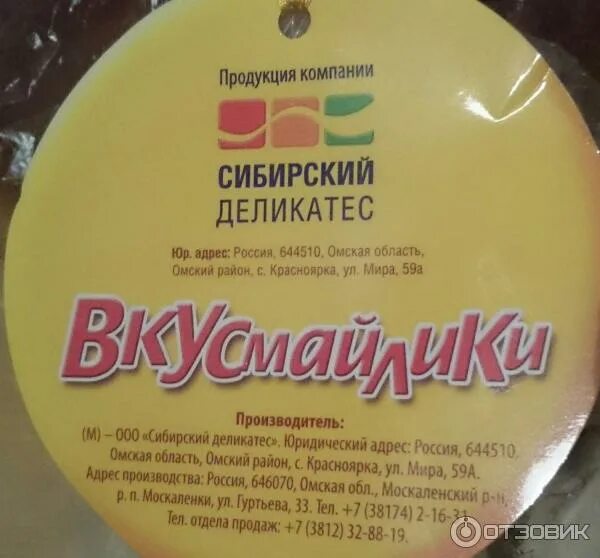 Продукция компании
СИБИРСКИЙ
ДЕЛИКАТЕС
Юр. адрес: Россия, 644510, Омская область,
Омский район, с. Красноярка, ул. Мира, 59а
Вкусмайлики
Производитель:
(М) – ООО «Сибирский деликатес». Юридический адрес: Россия, 644510,
Омская область, Омский район, с. Красноярка, ул. Мира, 59А.
Адрес производства: Россия, 646070, Омская обл., Москаленский р-н,
р. п. Москаленки, ул. Гуртьева, 33. Тел. +7 (38174) 2-16-31.
Тел. отдела продаж: +7 (3812) 32-88-19.
ОТЗОВИК